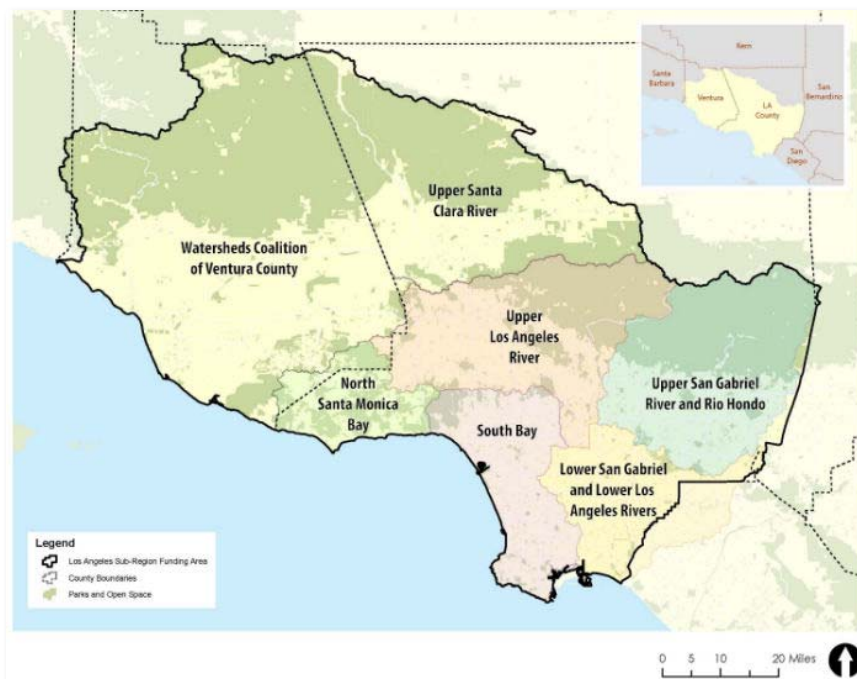 Kern
Santa
Barbara
Ventura
LA
County
San
Bernardino
San
Diego
Upper Santa
Clara River
Watersheds Coalition
of Ventura County
Upper
Los Angeles
River
North
Santa Monica
Bay
Upper San Gabriel
River and Rio Hondo
South Bay
Lower San Gabriel
and Lower Los
Angeles Rivers
Legend
Los Angeles Sub-Region Funding Area
County Boundaries
Parks and Open Space
0 5 10 20 Miles